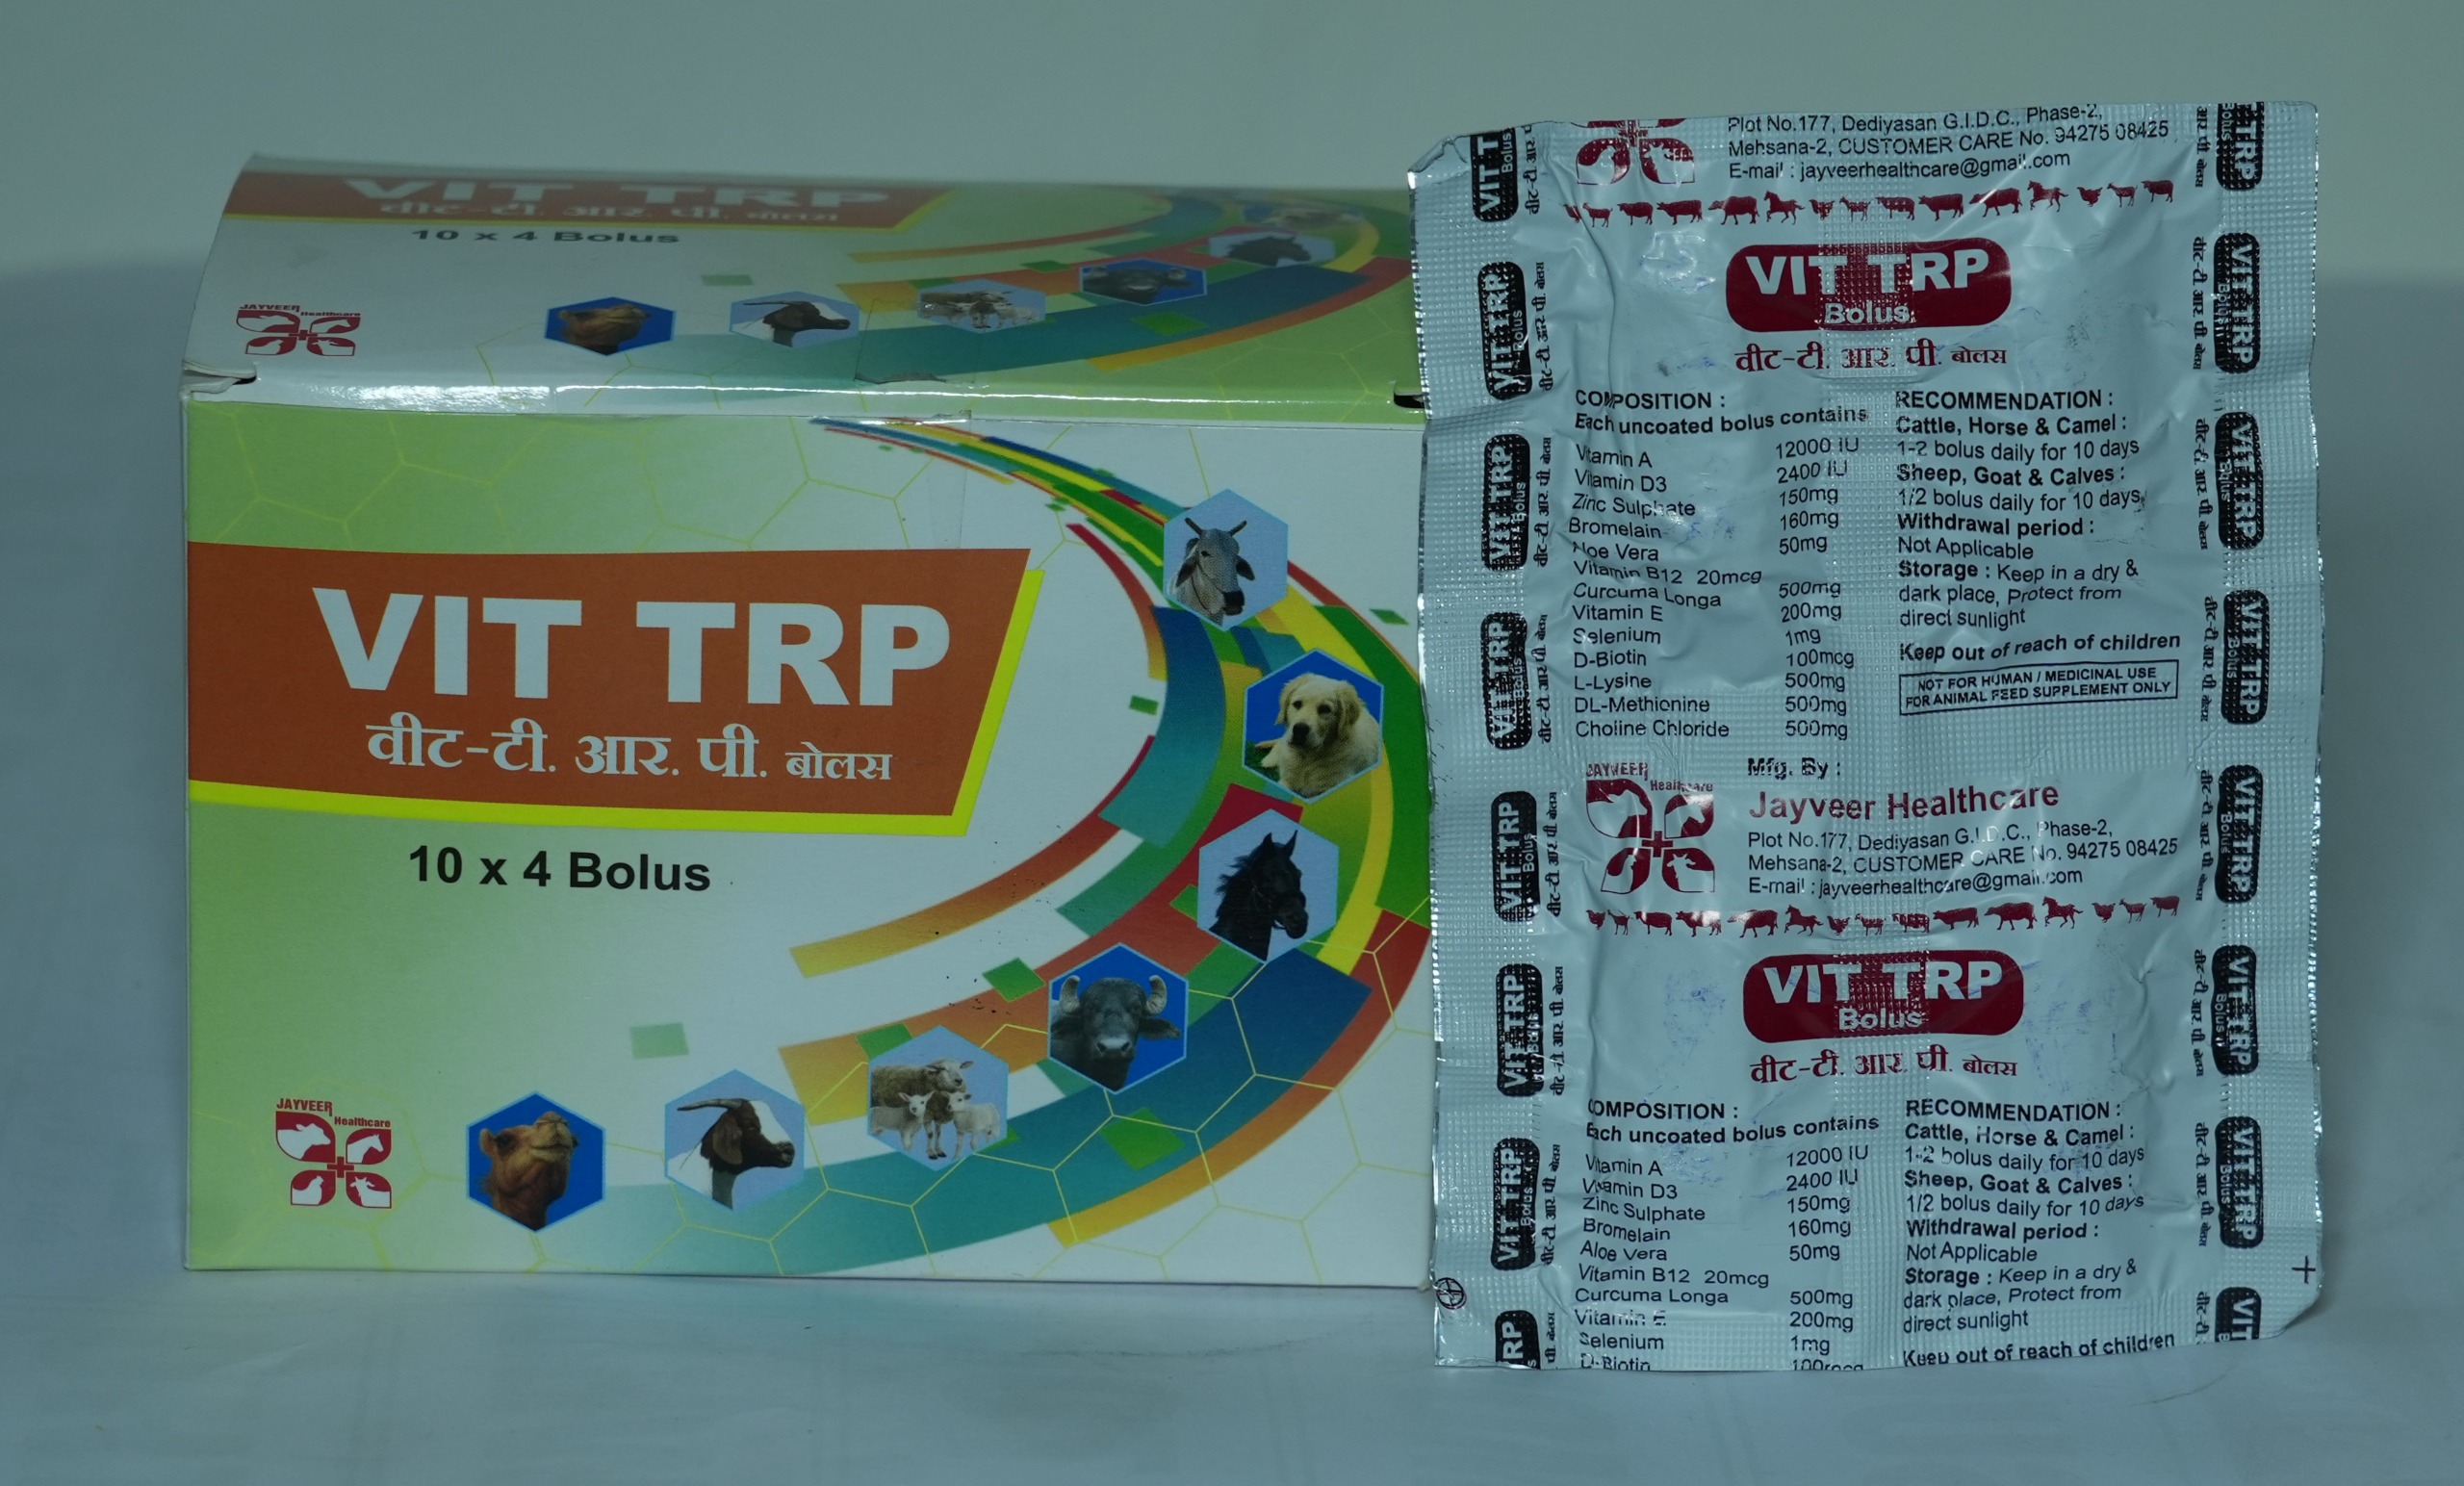 VIT TRP
वीट-टी. आर. पी. बोलस
10 x 4 Bolus
JAYVEER
Healthcare
VIT TRP
वीट-टी. आर. पी. बोलस
10 x 4 Bolus
JAYVEER
Healthcare
Plot No.177, Dediyasan G.I.D.C., Phase-2,
Mehsana-2, CUSTOMER CARE No. 94275 08425
E-mail : jayveerhealthcare@gmail.com
VIT TRP
Bolus
वीट-टी. आर. पी. बोलस
COMPOSITION :
Each uncoated bolus contains
Vitamin A 12000 IU
Vitamin D3 2400 IU
Zinc Sulphate 150mg
Bromelain 160mg
Aloe Vera 50mg
Vitamin B12 20mcg
Curcuma Longa 500mg
Vitamin E 200mg
Selenium 1mg
D-Biotin 100mcg
L-Lysine 500mg
DL-Methionine 500mg
Choline Chloride 500mg
RECOMMENDATION :
Cattle, Horse & Camel :
1-2 bolus daily for 10 days
Sheep, Goat & Calves :
1/2 bolus daily for 10 days
Withdrawal period :
Not Applicable
Storage : Keep in a dry &
dark place, Protect from
direct sunlight
Keep out of reach of children
NOT FOR HUMAN / MEDICINAL USE
FOR ANIMAL FEED SUPPLEMENT ONLY
JAYVEER
Healthcare
Mfg. By :
Jayveer Healthcare
Plot No.177, Dediyasan G.I.D.C., Phase-2,
Mehsana-2, CUSTOMER CARE No. 94275 08425
E-mail : jayveerhealthcare@gmail.com
VIT TRP
Bolus
वीट-टी. आर. पी. बोलस
COMPOSITION :
Each uncoated bolus contains
Vitamin A 12000 IU
Vitamin D3 2400 IU
Zinc Sulphate 150mg
Bromelain 160mg
Aloe Vera 50mg
Vitamin B12 20mcg
Curcuma Longa 500mg
Vitamin E 200mg
Selenium 1mg
D-Biotin
RECOMMENDATION :
Cattle, Horse & Camel :
1-2 bolus daily for 10 days
Sheep, Goat & Calves :
1/2 bolus daily for 10 days
Withdrawal period :
Not Applicable
Storage : Keep in a dry &
dark place, Protect from
direct sunlight
Keep out of reach of children